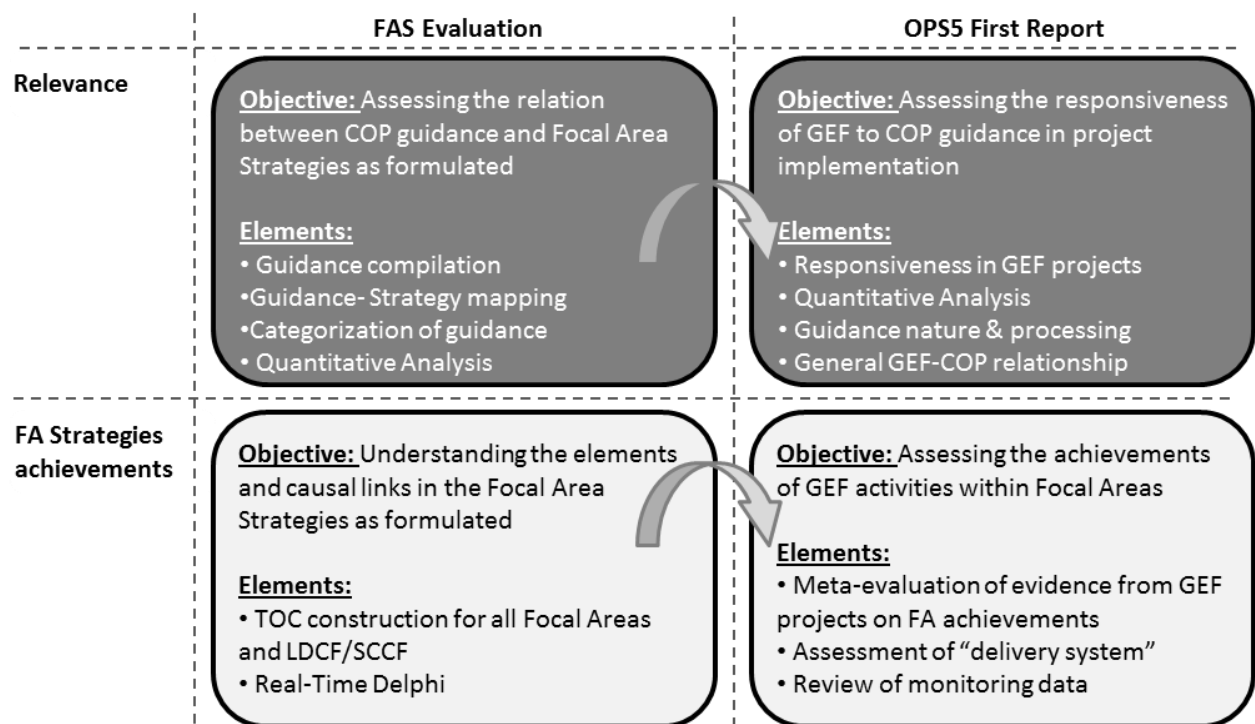 FAS Evaluation
OPS5 First Report
Relevance
Objective: Assessing the relation
between COP guidance and Focal Area
Strategies as formulated
Elements:
• Guidance compilation
•Guidance- Strategy mapping
•Categorization of guidance
• Quantitative Analysis
Objective: Assessing the responsiveness
of GEF to COP guidance in project
implementation
Elements:
• Responsiveness in GEF projects
• Quantitative Analysis
• Guidance nature & processing
• General GEF-COP relationship
FA Strategies
achievements
Objective: Understanding the elements
and causal links in the Focal Area
Strategies as formulated
Elements:
• TOC construction for all Focal Areas
and LDCF/SCCF
• Real-Time Delphi
Objective: Assessing the achievements
of GEF activities within Focal Areas
Elements:
• Meta-evaluation of evidence from GEF
projects on FA achievements
• Assessment of “delivery system”
• Review of monitoring data